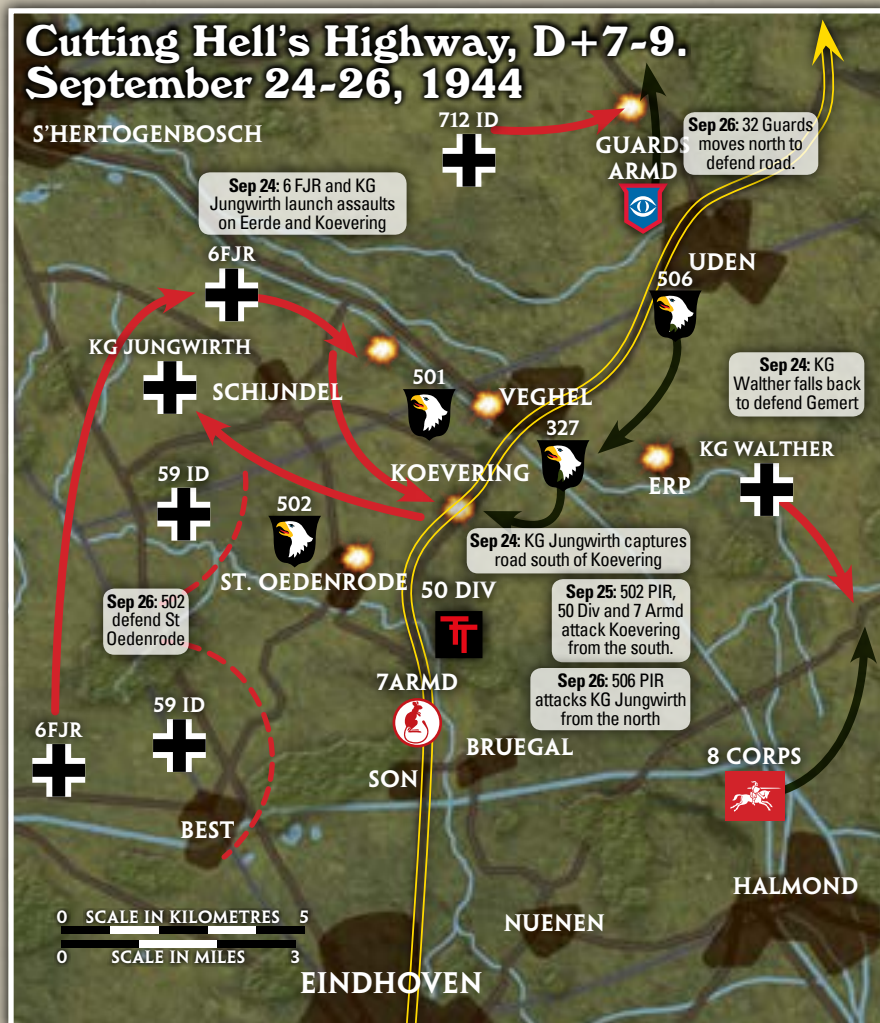 Cutting Hell's Highway, D+7-9.
September 24-26, 1944
S'HERTOGENBOSCH
712 ID
GUARDS
ARMD
Sep 26: 32 Guards
moves north to
defend road.
Sep 24: 6 FJR and KG
Jungwirth launch assaults
on Eerde and Koevering
6FJR
UDEN
506
KG JUNGWIRTH
SCHIJNDEL
501
VEGHEL
Sep 24: KG
Walther falls back
to defend Gemert
327
KOEVERING
KG WALTHER
59 ID
ERP
502
Sep 24: KG Jungwirth captures
road south of Koevering
ST. OEDENRODE
50 DIV
TT
Sep 25: 502 PIR,
50 Div and 7 Armd
attack Koevering
from the south.
Sep 26: 502
defend St
Oedenrode
7ARMD
Sep 26: 506 PIR
attacks KG Jungwirth
from the north
6FJR
59 ID
BRUEGAL
8 CORPS
SON
BEST
HALMOND
0 SCALE IN KILOMETRES 5
0 SCALE IN MILES 3
NUENEN
EINDHOVEN